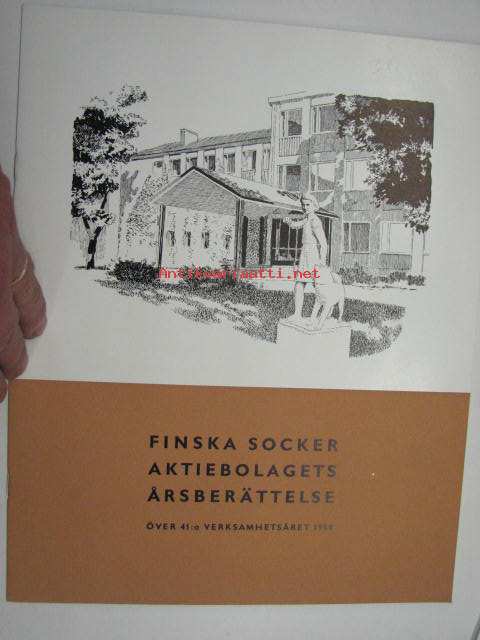 Antikvariaatti.net
FINSKA SOCKER
AKTIEBOLAGETS
ÅRSBERÄTTELSE
ÖVER 41:a VERKSAMHETSÅRET